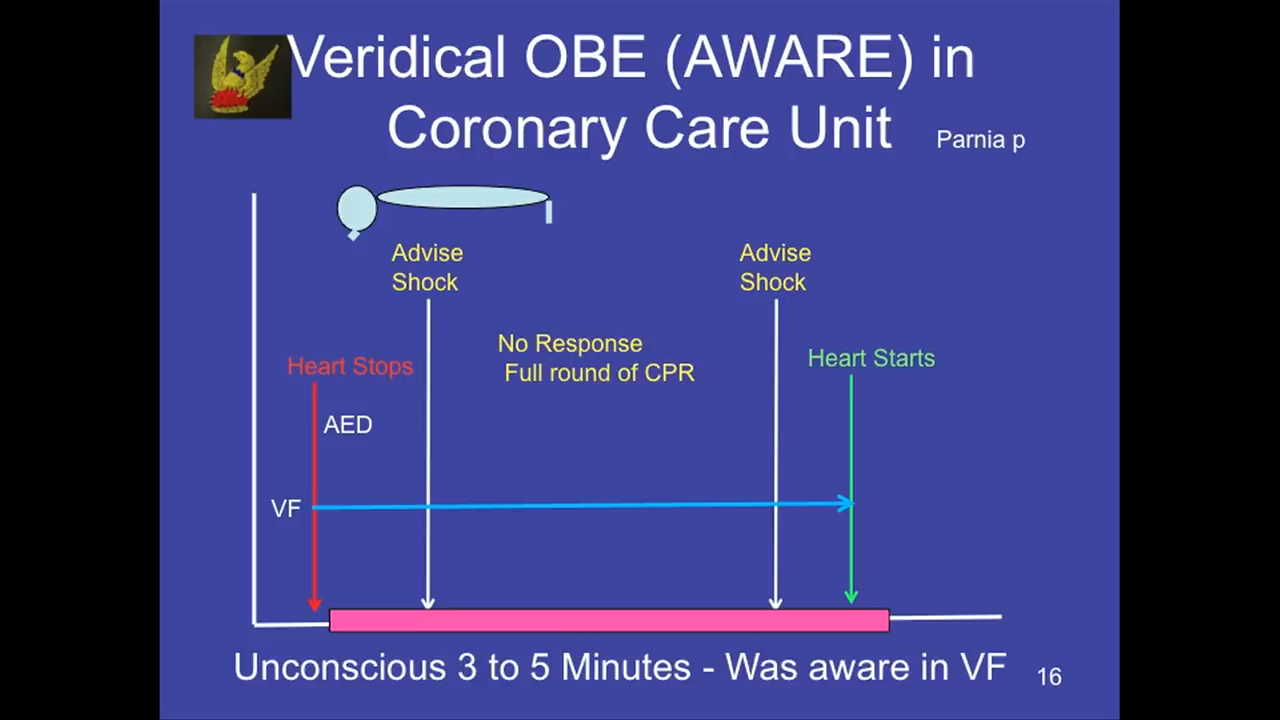 Veridical OBE (AWARE) in
Coronary Care Unit
Parnia p
Advise
Shock
Advise
Shock
No Response
Full round of CPR
Heart Stops
Heart Starts
AED
VF
Unconscious 3 to 5 Minutes - Was aware in VF
16